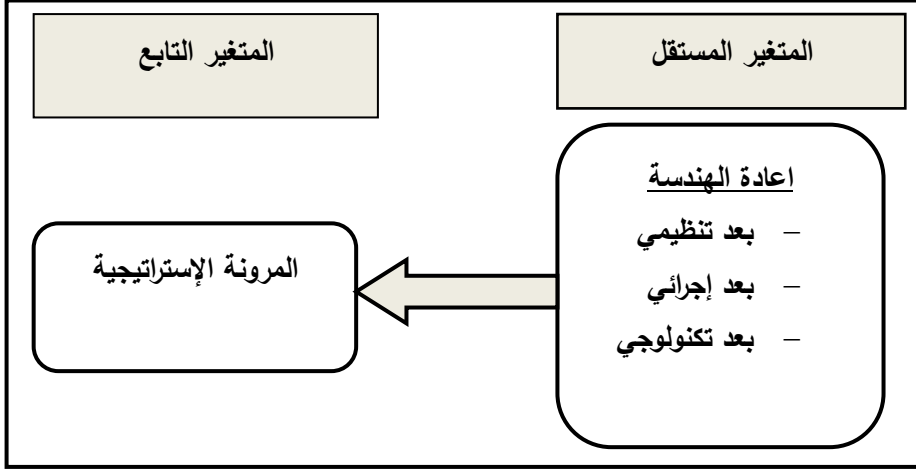 المتغير المستقل
المتغير التابع
اعادة الهندسة
– بعد تنظيمي
– بعد إجرائي
– بعد تكنولوجي
المرونة الإستراتيجية